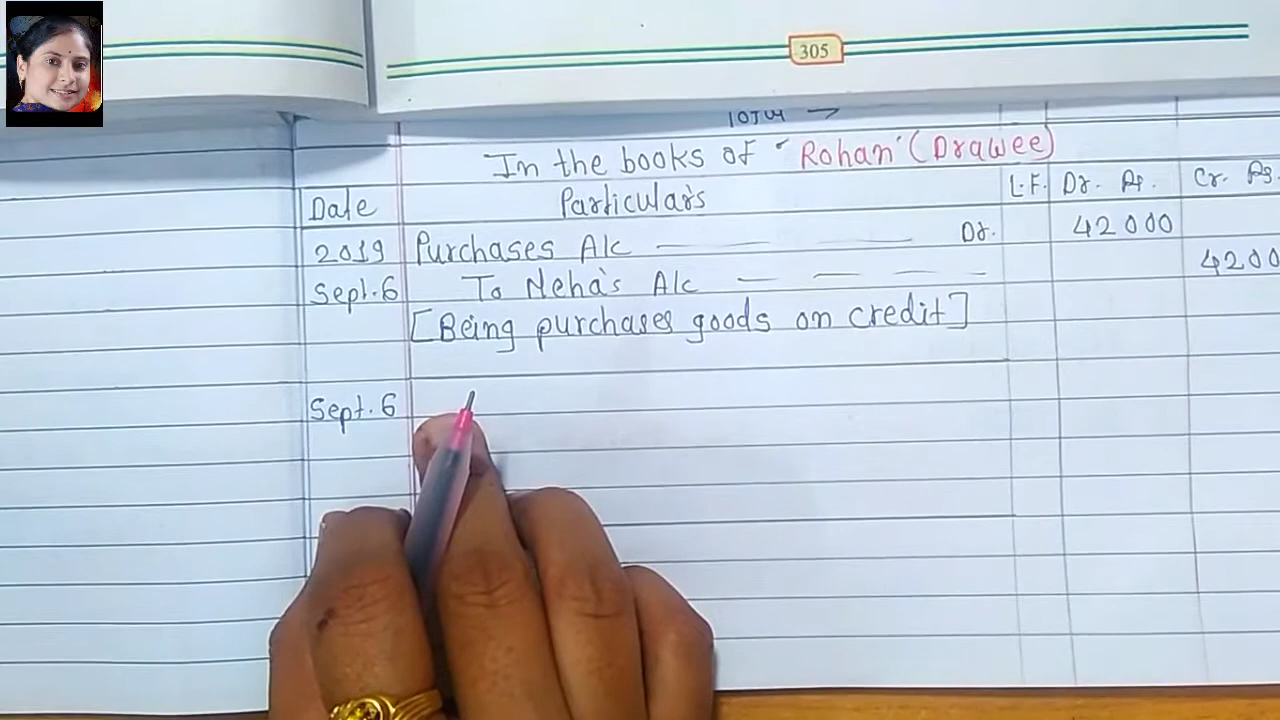 305
In the books of "Rohan" (Drawee)
Date Particulars L.F. Dr. Rs. Cr. Rs.
2019 Purchases A/c Dr. 42000
Sept.6 To Neha's A/c 4200
[Being purchases goods on credit]
Sept.6